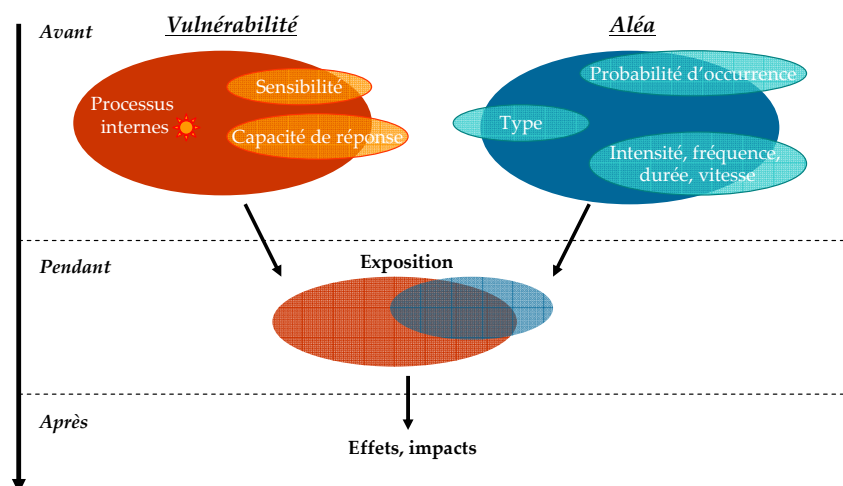 Avant
Vulnérabilité
Aléa
Sensibilité
Processus
internes
Capacité de réponse
Probabilité d'occurrence
Type
Intensité, fréquence,
durée, vitesse
Pendant
Exposition
Après
Effets, impacts